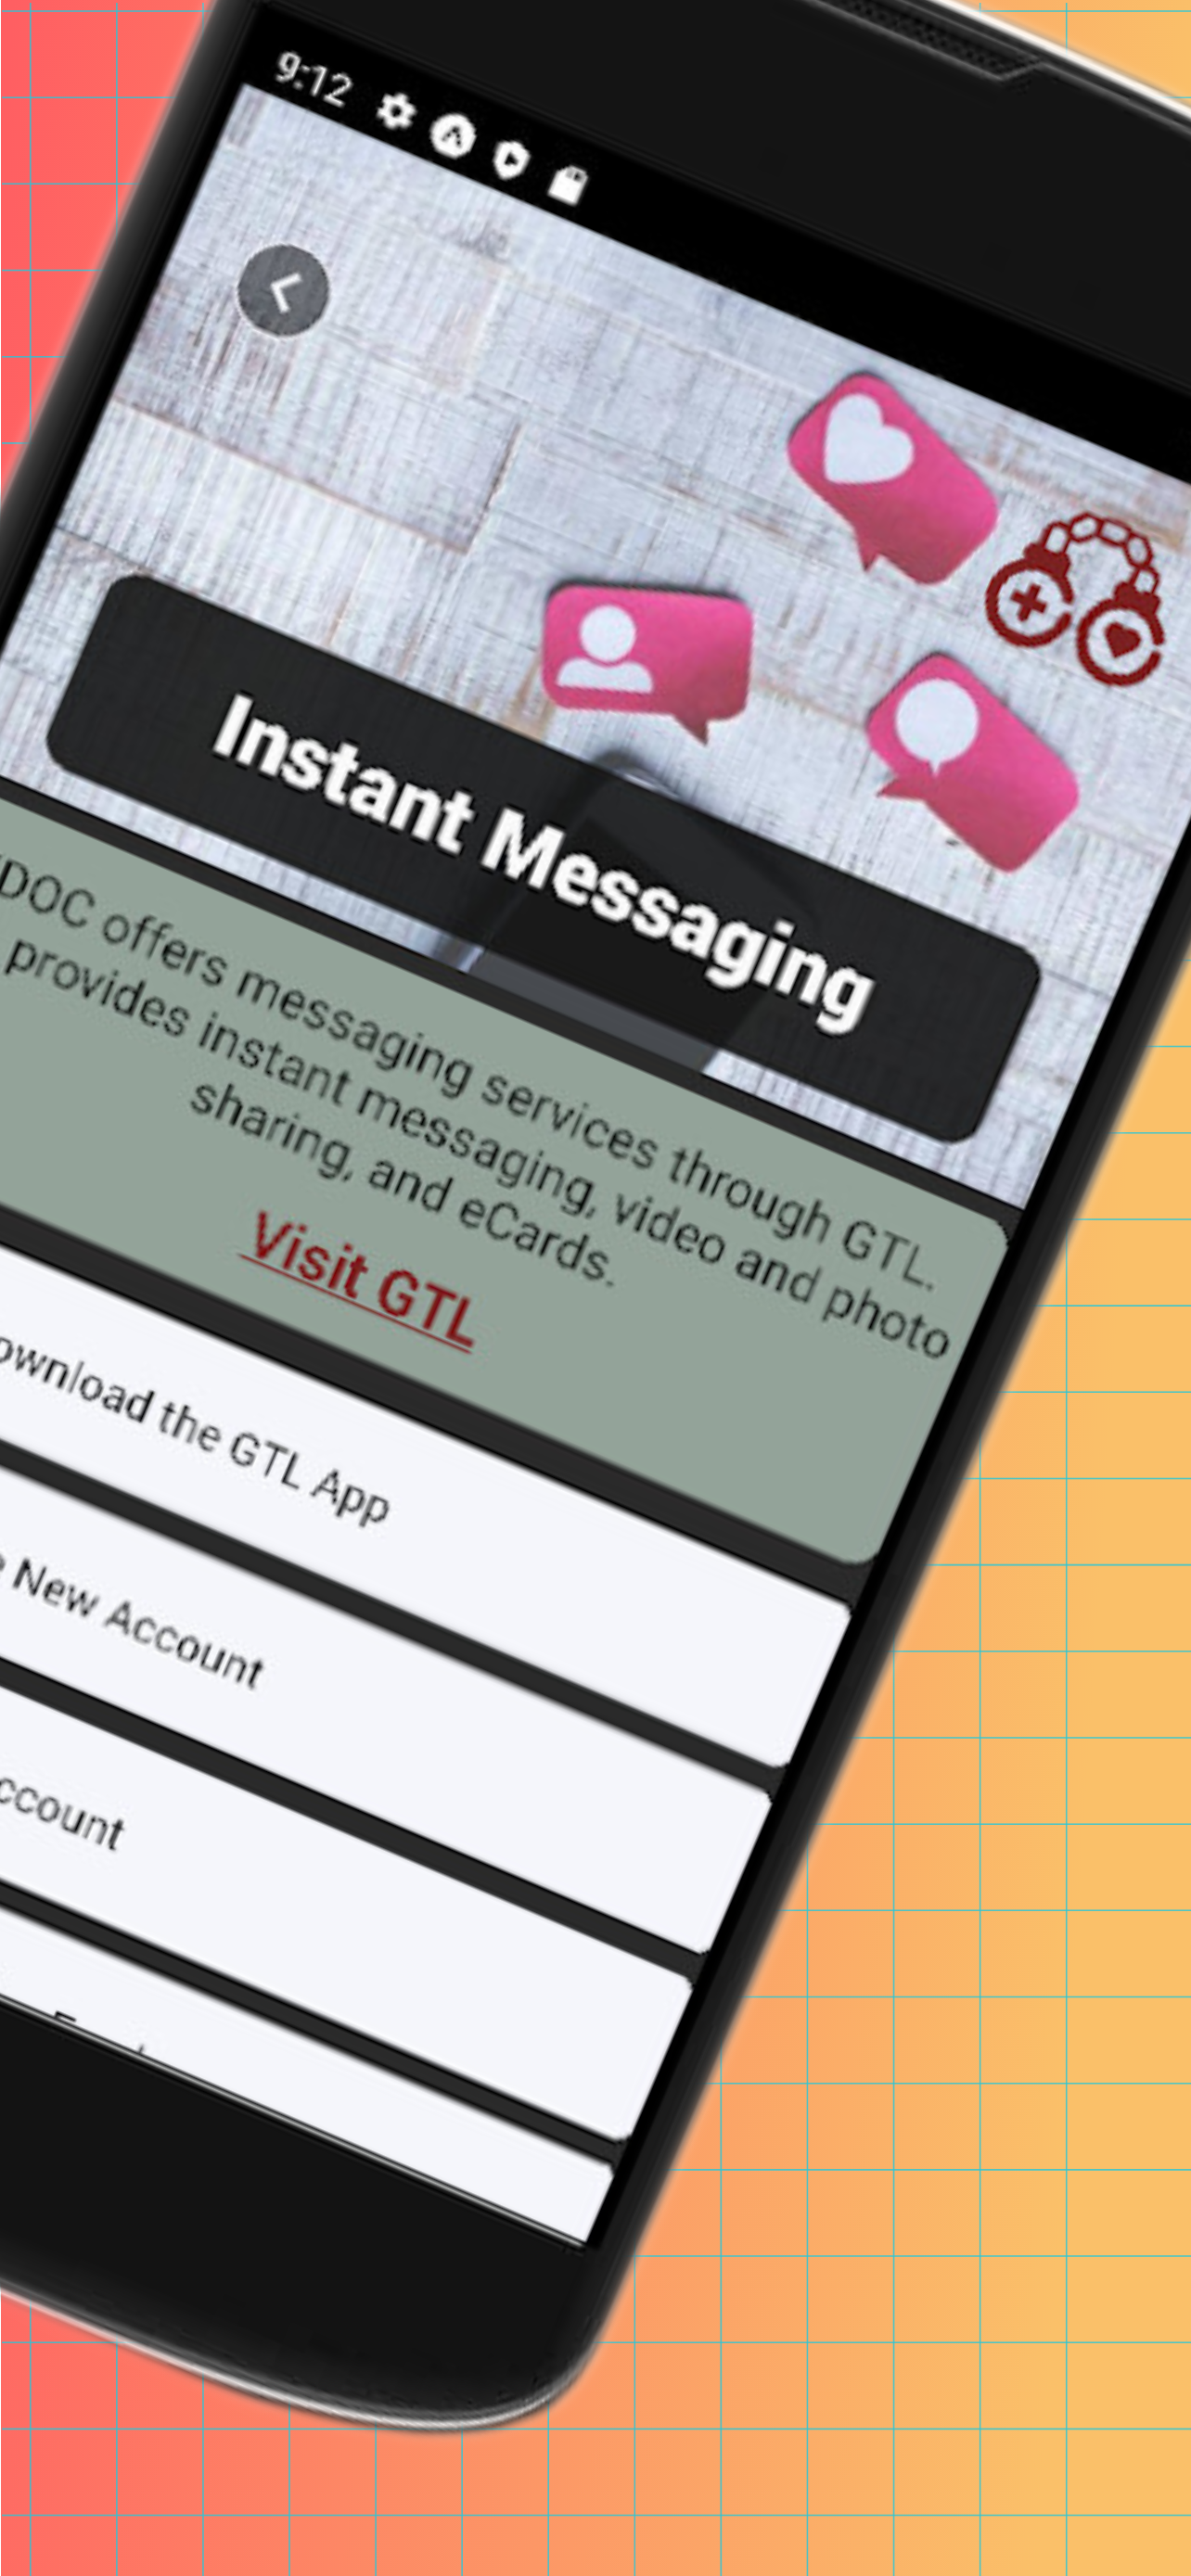 9:12
Instant Messaging
DOC offers messaging services through GTL.
provides instant messaging, video and photo
sharing, and eCards.
Visit GTL
ownload the GTL App
New Account
ccount